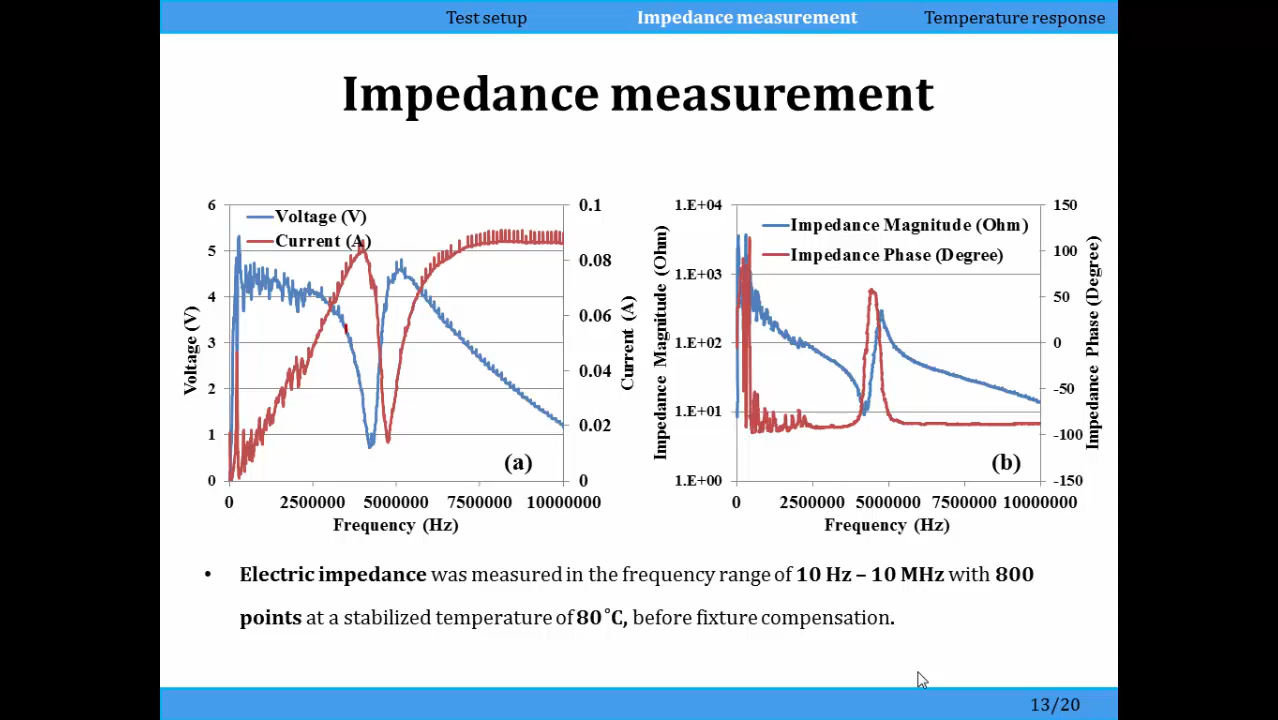 Test setup Impedance measurement Temperature response
Impedance measurement
6 0.1
Voltage (V)
Current (A)
5 0.08
4
0.06
3
0.04
2
1 0.02
0 0
Voltage (V)
Current (A)
(a)
0 2500000 5000000 7500000 10000000
Frequency (Hz)
1.E+04 150
Impedance Magnitude (Ohm)
Impedance Phase (Degree)
100
1.E+03 50
1.E+02 0
-50
1.E+01 -100
1.E+00 -150
Impedance Magnitude (Ohm)
Impedance Phase (Degree)
(b)
0 2500000 5000000 7500000 10000000
Frequency (Hz)
• Electric impedance was measured in the frequency range of 10 Hz – 10 MHz with 800
points at a stabilized temperature of 80˚C, before fixture compensation.
13/20